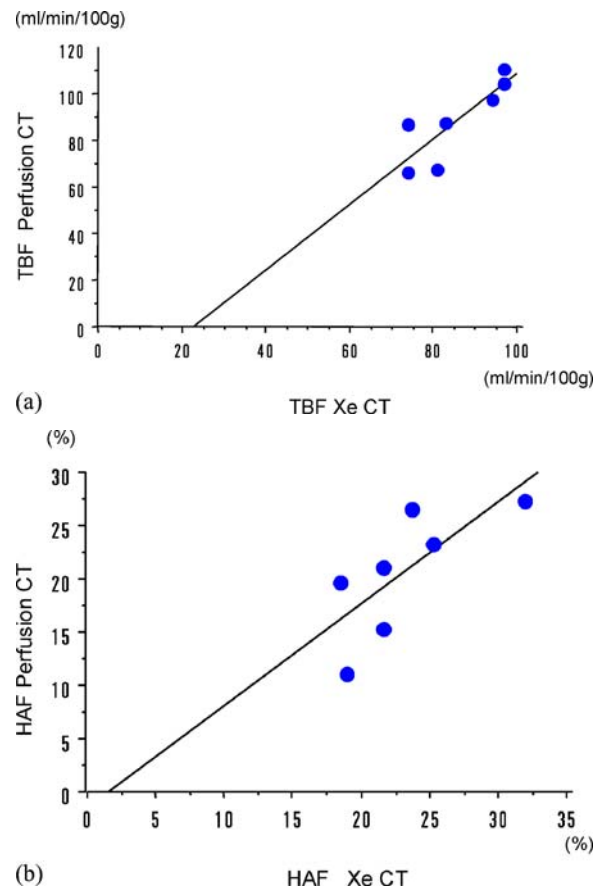 (ml/min/100g)
120
100
80
60
40
20
0
TBF Perfusion CT
0 20 40 60 80 100
(ml/min/100g)
(a) TBF Xe CT
(%)
30
25
20
15
10
5
0
HAF Perfusion CT
0 5 10 15 20 25 30 35
(%)
(b) HAF Xe CT